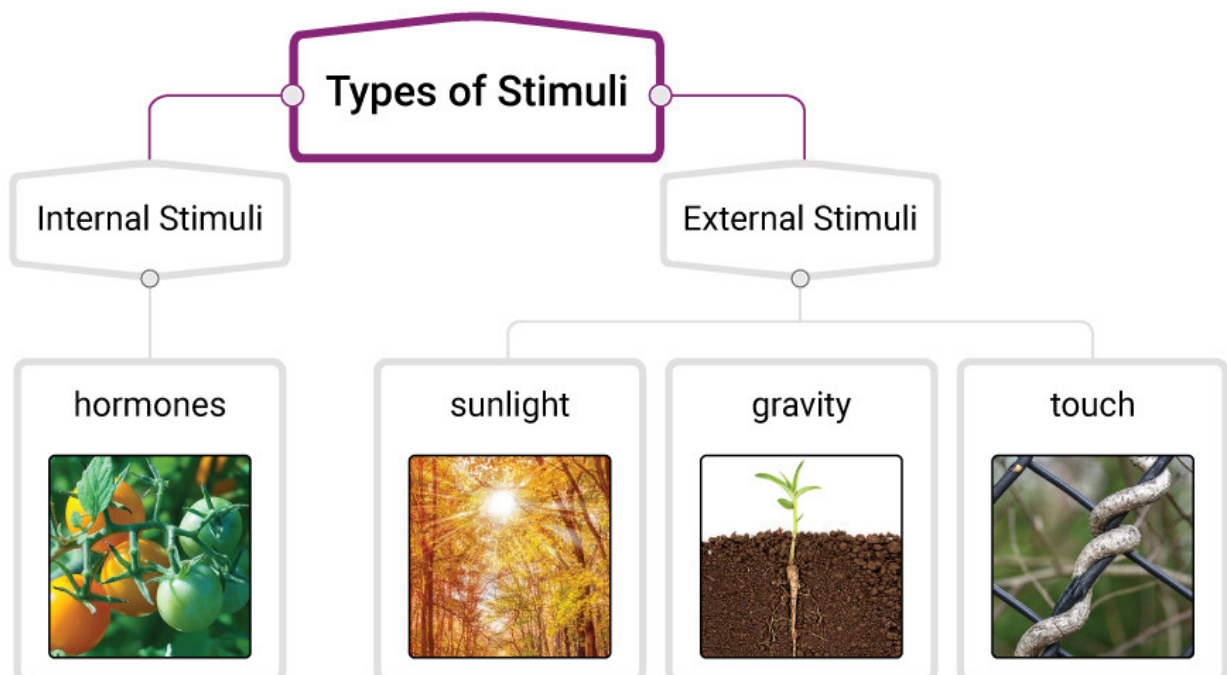 Types of Stimuli
Internal Stimuli
External Stimuli
hormones
sunlight
gravity
touch